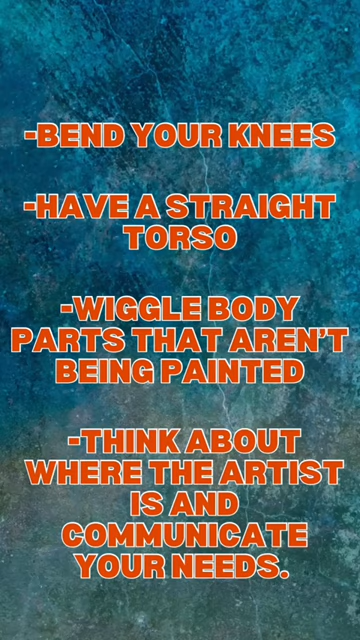 -BEND YOUR KNEES
-HAVE A STRAIGHT
TORSO
-WIGGLE BODY
PARTS THAT AREN'T
BEING PAINTED
-THINK ABOUT
WHERE THE ARTIST
IS AND
COMMUNICATE
YOUR NEEDS.